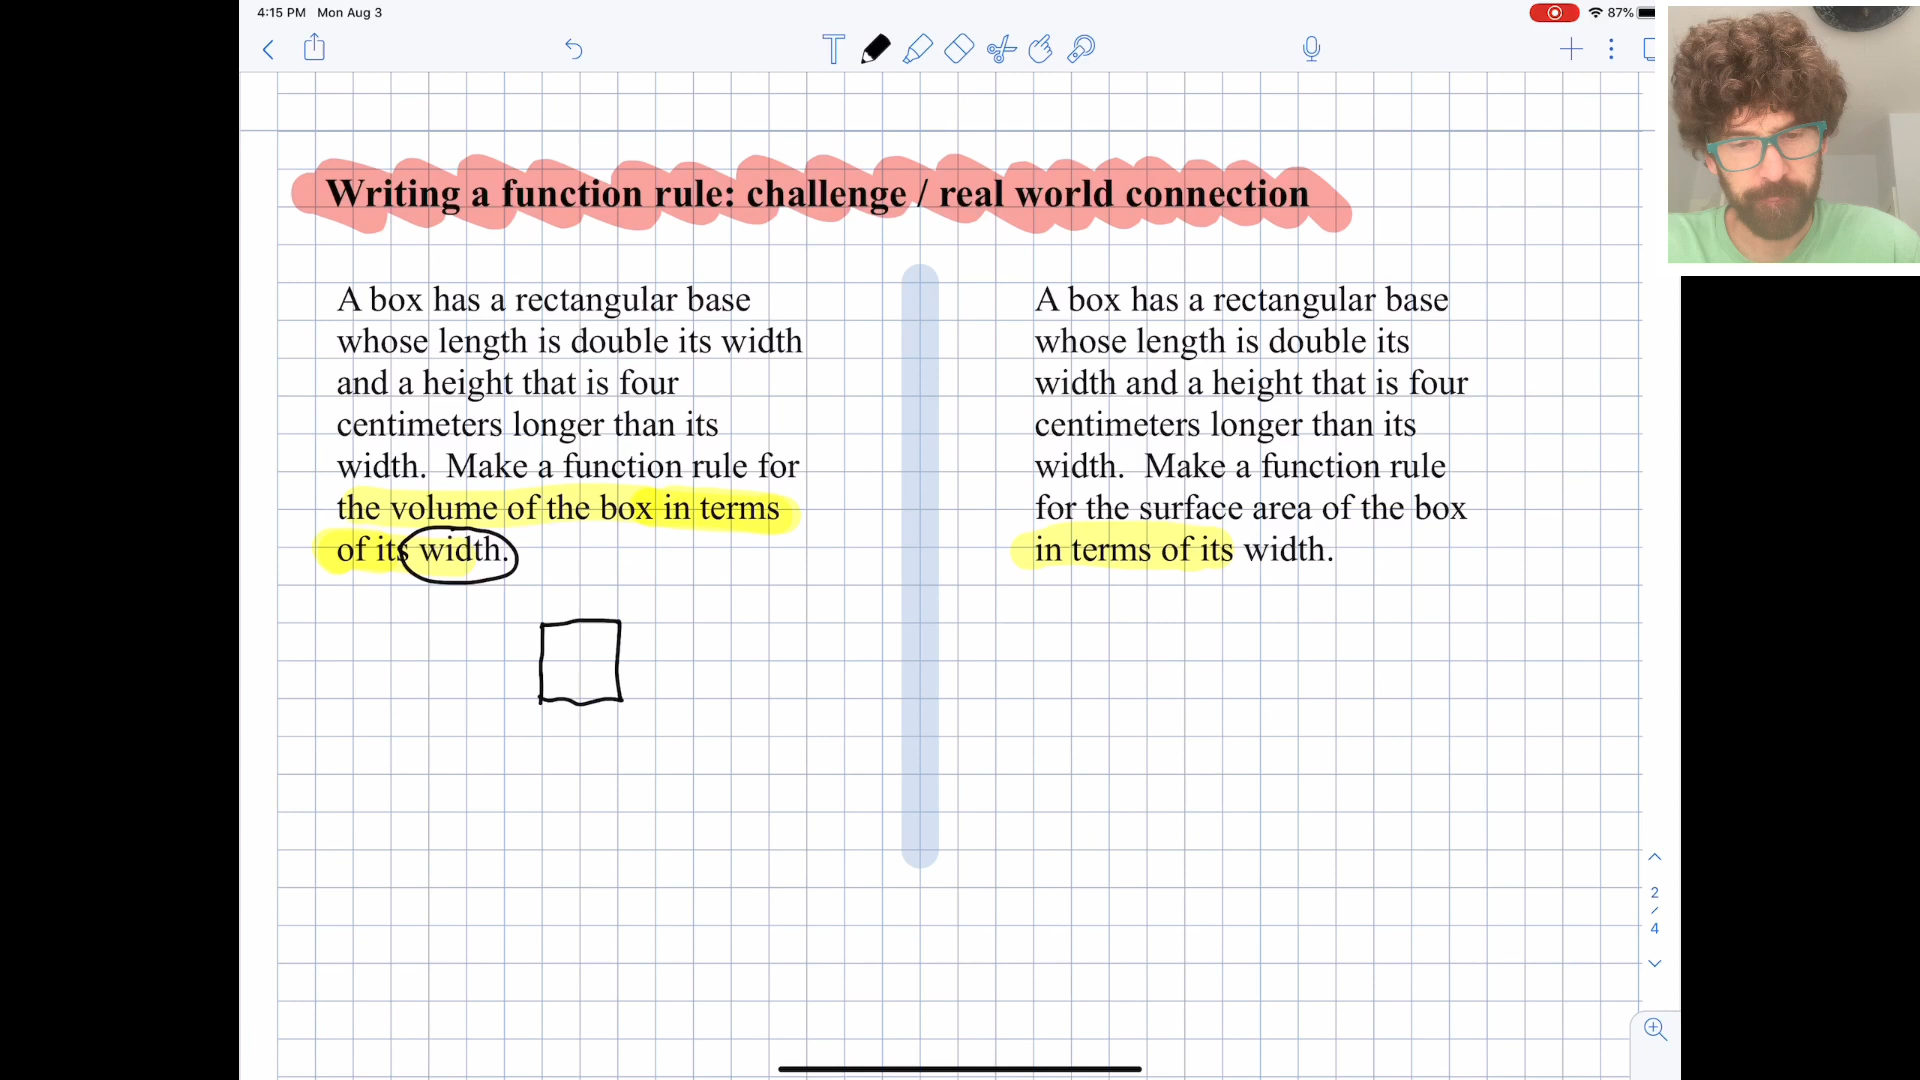 4:15 PM Mon Aug 3
87%
T
Writing a function rule: challenge / real world connection
A box has a rectangular base
whose length is double its width
and a height that is four
centimeters longer than its
width. Make a function rule for
the volume of the box in terms
of its width.
A box has a rectangular base
whose length is double its
width and a height that is four
centimeters longer than its
width. Make a function rule
for the surface area of the box
in terms of its width.
2
/
4